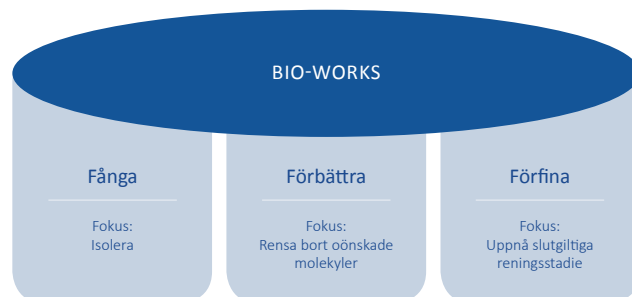 BIO-WORKS
Fånga
Fokus:
Isolera
Förbättra
Fokus:
Rensa bort oönskade
molekyler
Förfina
Fokus:
Uppnå slutgiltiga
reningsstadie